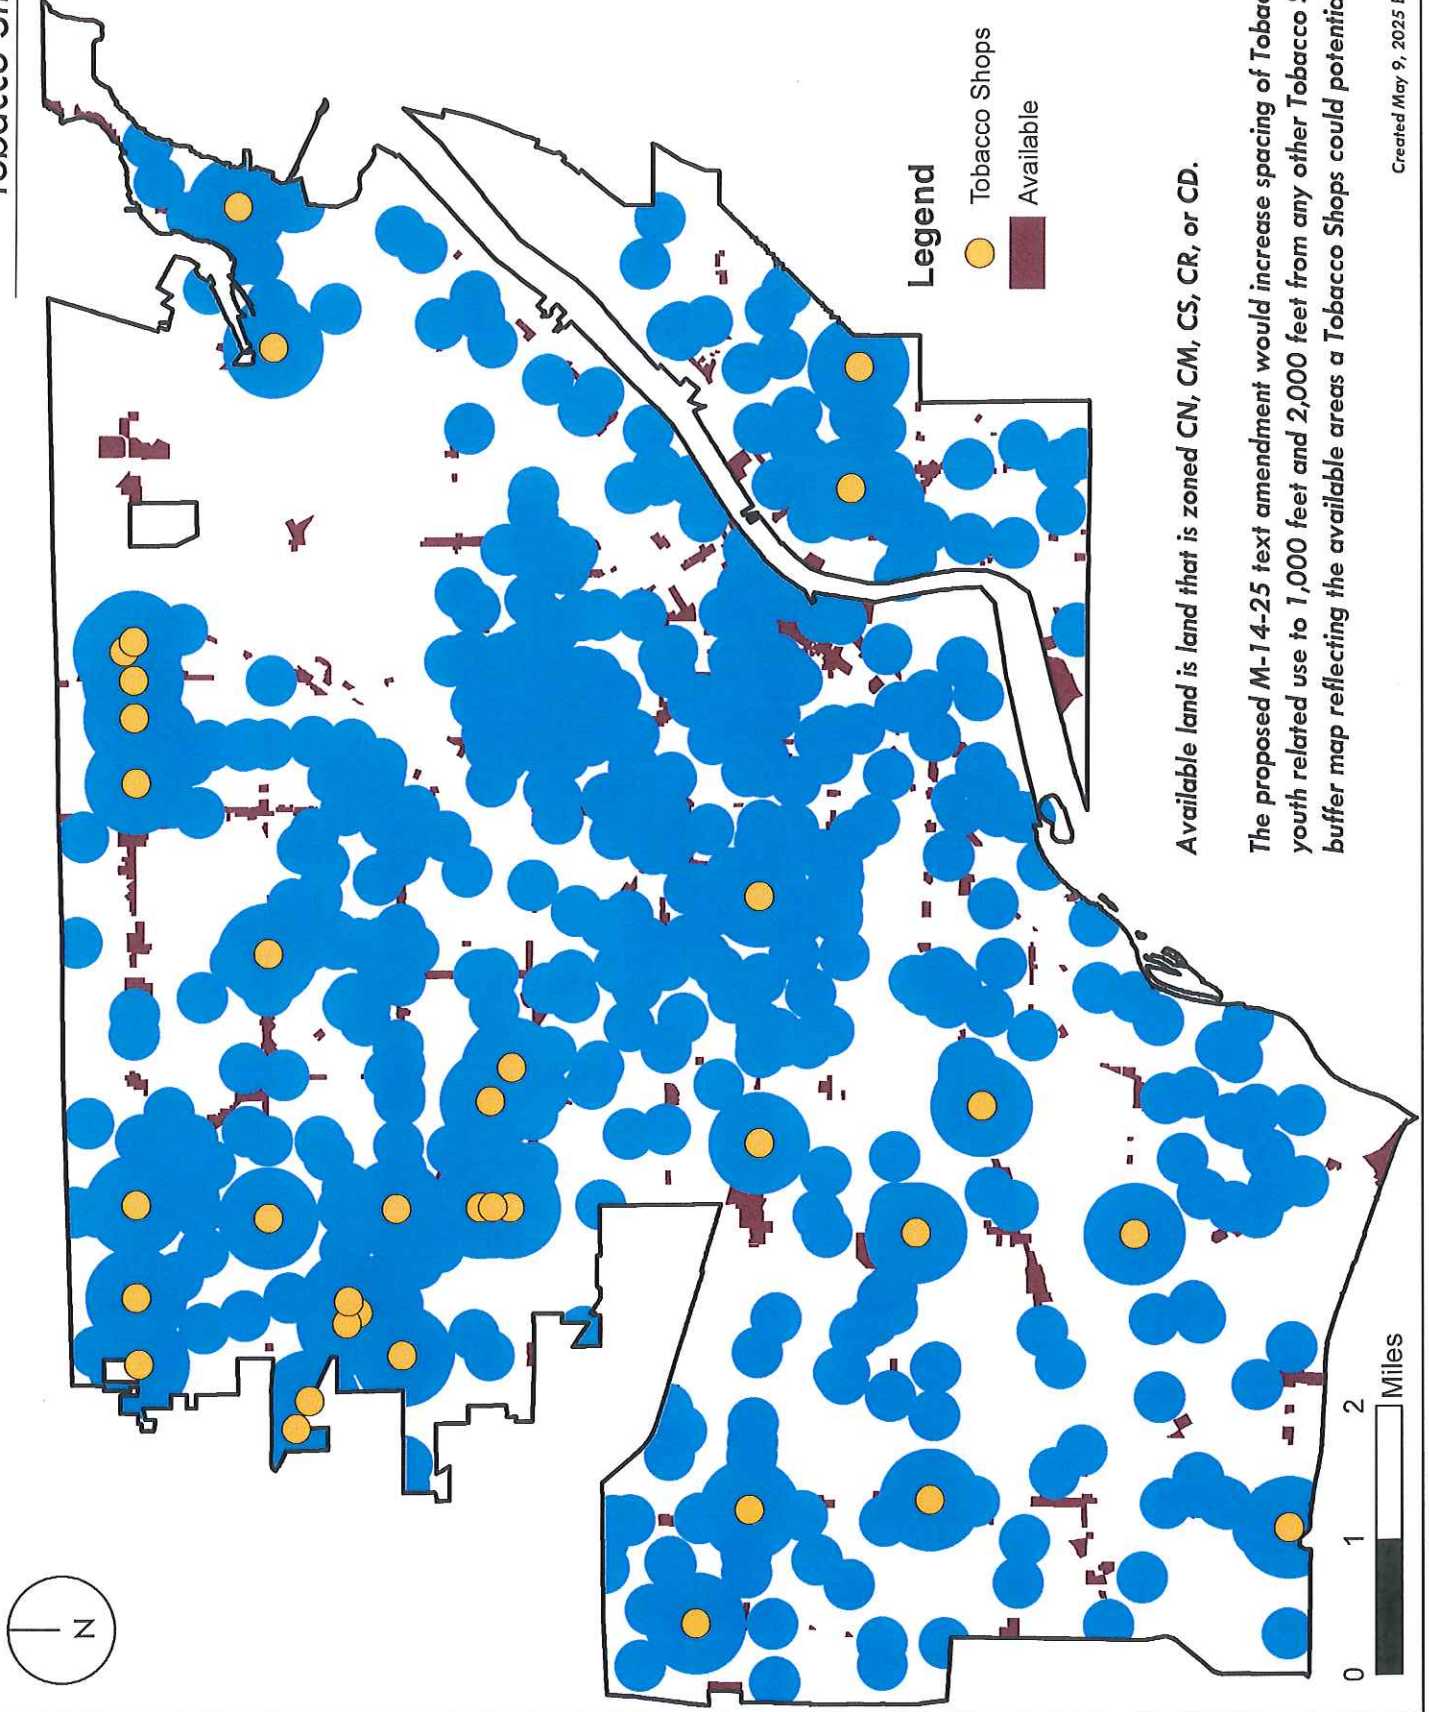 N
Legend
Tobacco Shops
Available
Available land is land that is zoned CN, CM, CS, CR, or CD.
The proposed M-14-25 text amendment would increase spacing of
youth related use to 1,000 feet and 2,000 feet from any other Tobacco
buffer map reflecting the available areas a Tobacco Shops could
0 1 2
Miles
Created May 9, 2025